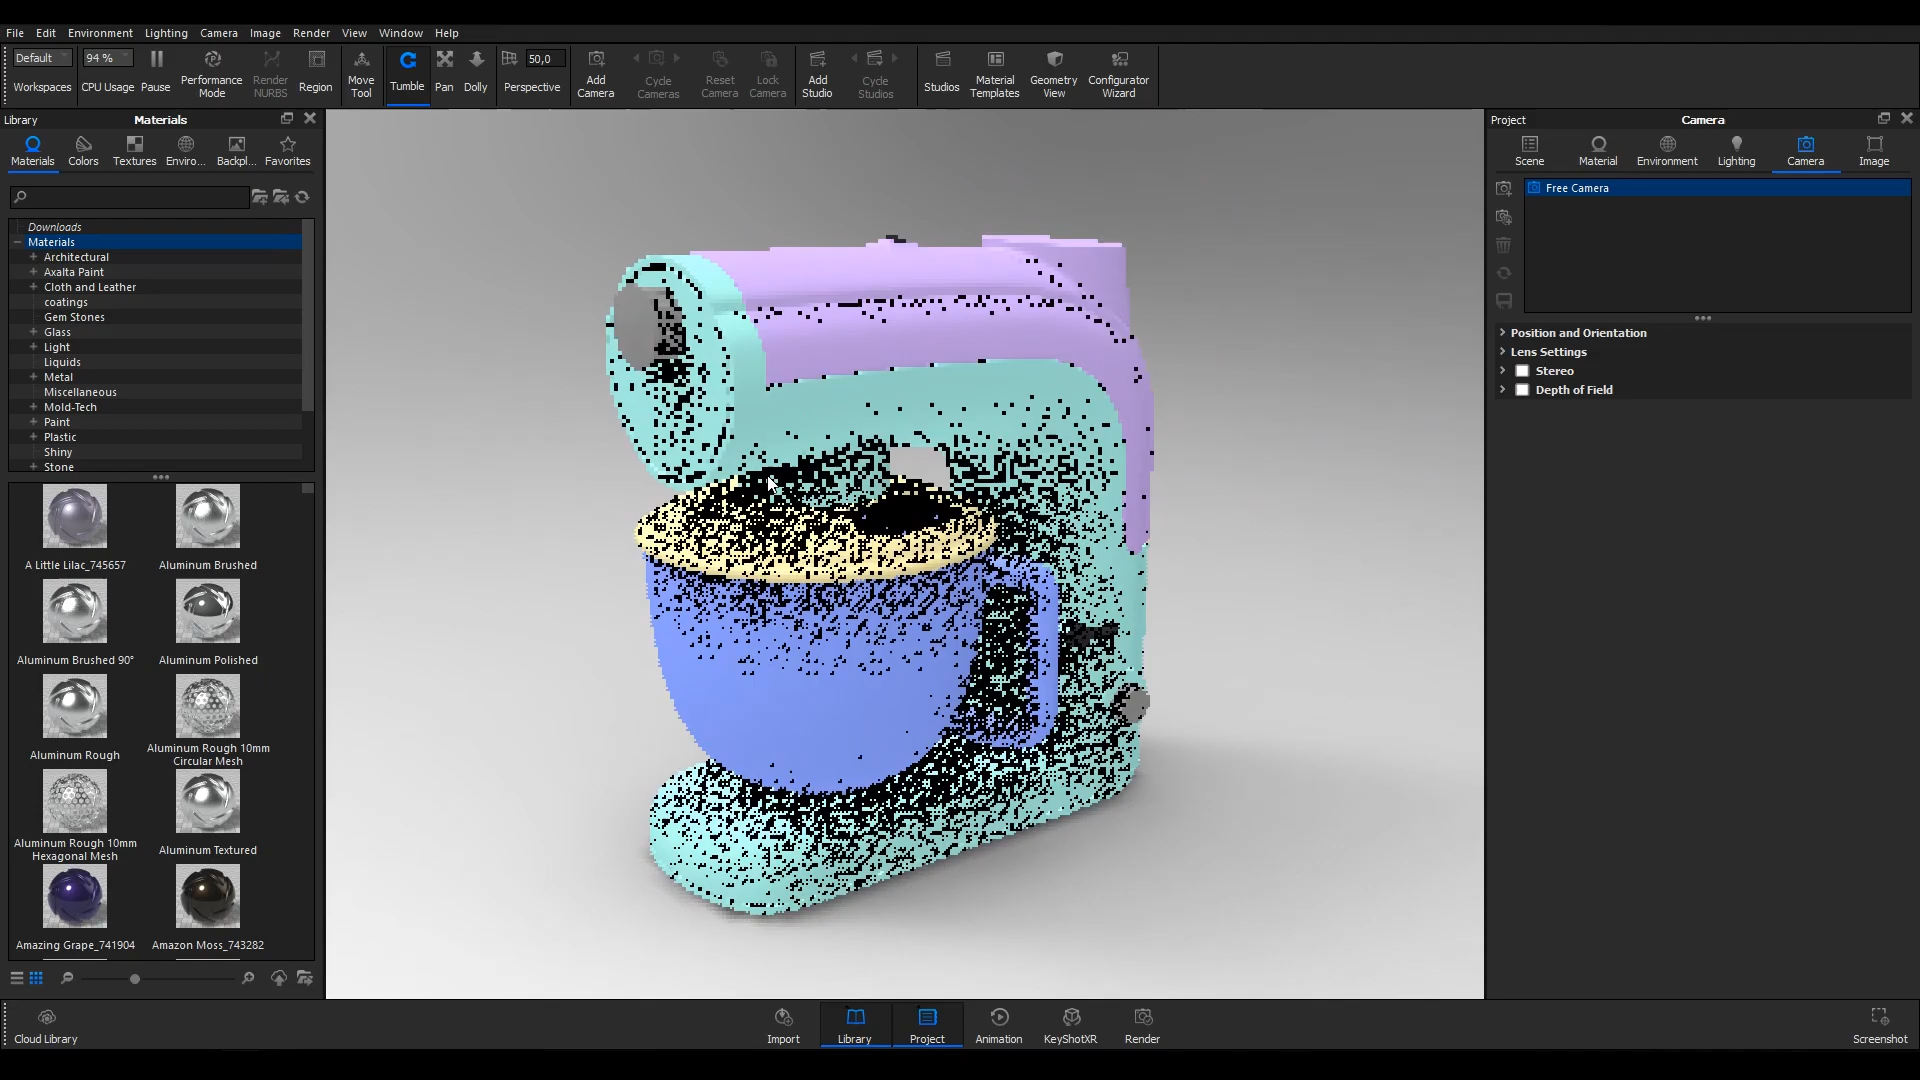 File Edit Environment Lighting Camera Image Render View Window Help
Default 94 % 50,0
Workspaces CPU Usage Pause Performance Mode Render NURBS Region Move Tool Tumble Pan Dolly Perspective Add Camera Cycle Cameras Reset Camera Lock Camera Add Studio Cycle Studios Studios Material Templates Geometry View Configurator Wizard
Library Materials
Materials Colors Textures Enviro... Backpl... Favorites
Downloads
Materials
Architectural
Axalta Paint
Cloth and Leather
coatings
Gem Stones
Glass
Light
Liquids
Metal
Miscellaneous
Mold-Tech
Paint
Plastic
Shiny
Stone
A Little Lilac_745657 Aluminum Brushed
Aluminum Brushed 90° Aluminum Polished
Aluminum Rough Aluminum Rough 10mm Circular Mesh
Aluminum Rough 10mm Hexagonal Mesh Aluminum Textured
Amazing Grape_741904 Amazon Moss_743282
Project Camera
Scene Material Environment Lighting Camera Image
Free Camera
Position and Orientation
Lens Settings
Stereo
Depth of Field
Cloud Library Import Library Project Animation KeyShotXR Render Screenshot